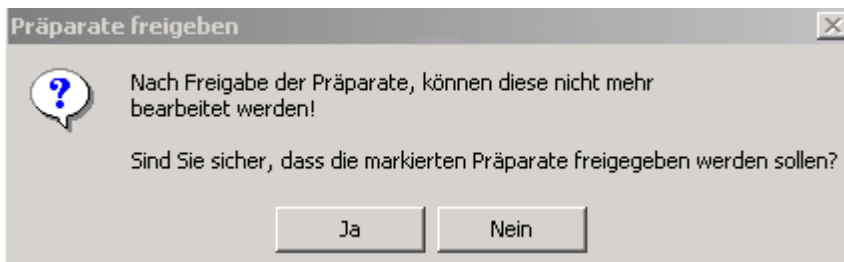 Präparate freigeben
Nach Freigabe der Präparate, können diese nicht mehr
bearbeitet werden!
Sind Sie sicher, dass die markierten Präparate freigegeben werden sollen?
Ja
Nein